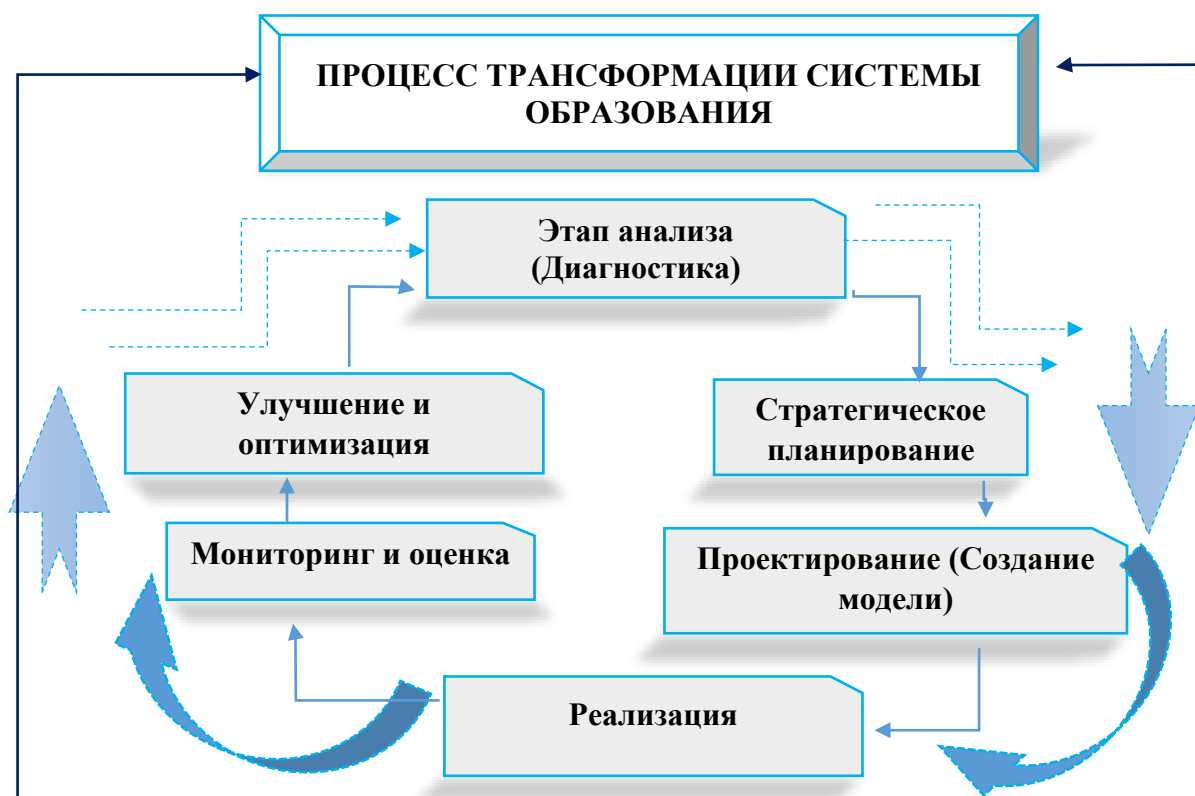 ПРОЦЕСС ТРАНСФОРМАЦИИ СИСТЕМЫ
ОБРАЗОВАНИЯ
Этап анализа
(Диагностика)
Улучшение и
оптимизация
Стратегическое
планирование
Мониторинг и оценка
Проектирование (Создание
модели)
Реализация